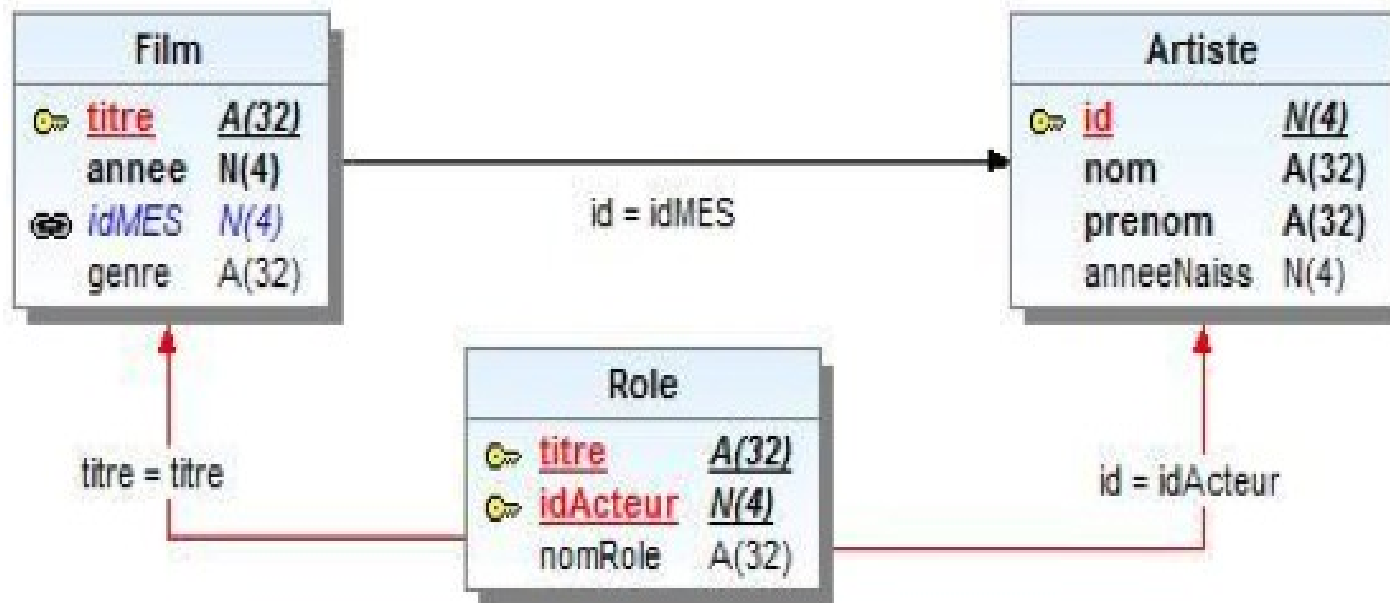 Film
titre A(32)
annee N(4)
idMES N(4)
genre A(32)
id = idMES
Artiste
id N(4)
nom A(32)
prenom A(32)
anneeNaiss N(4)
titre = titre
Role
titre A(32)
idActeur N(4)
nomRole A(32)
id = idActeur